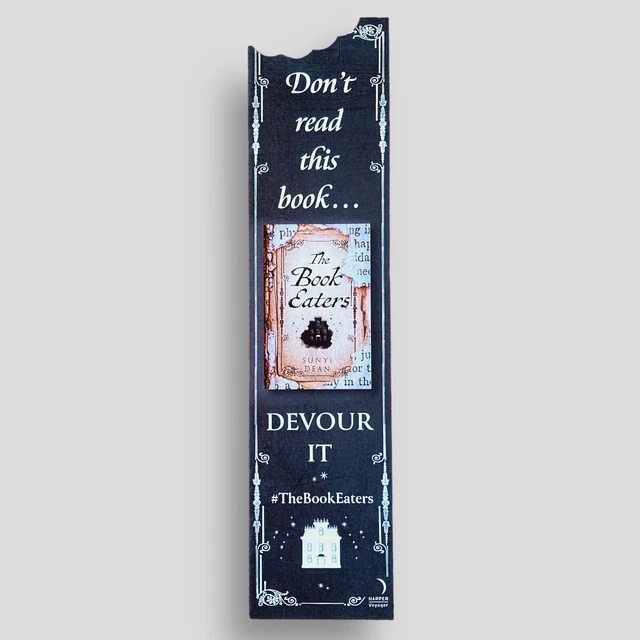 Don't
read
this
book...
The
Book
Eaters
SUNYI
DEAN
DEVOUR
IT
#TheBookEaters
HARPER
Voyager